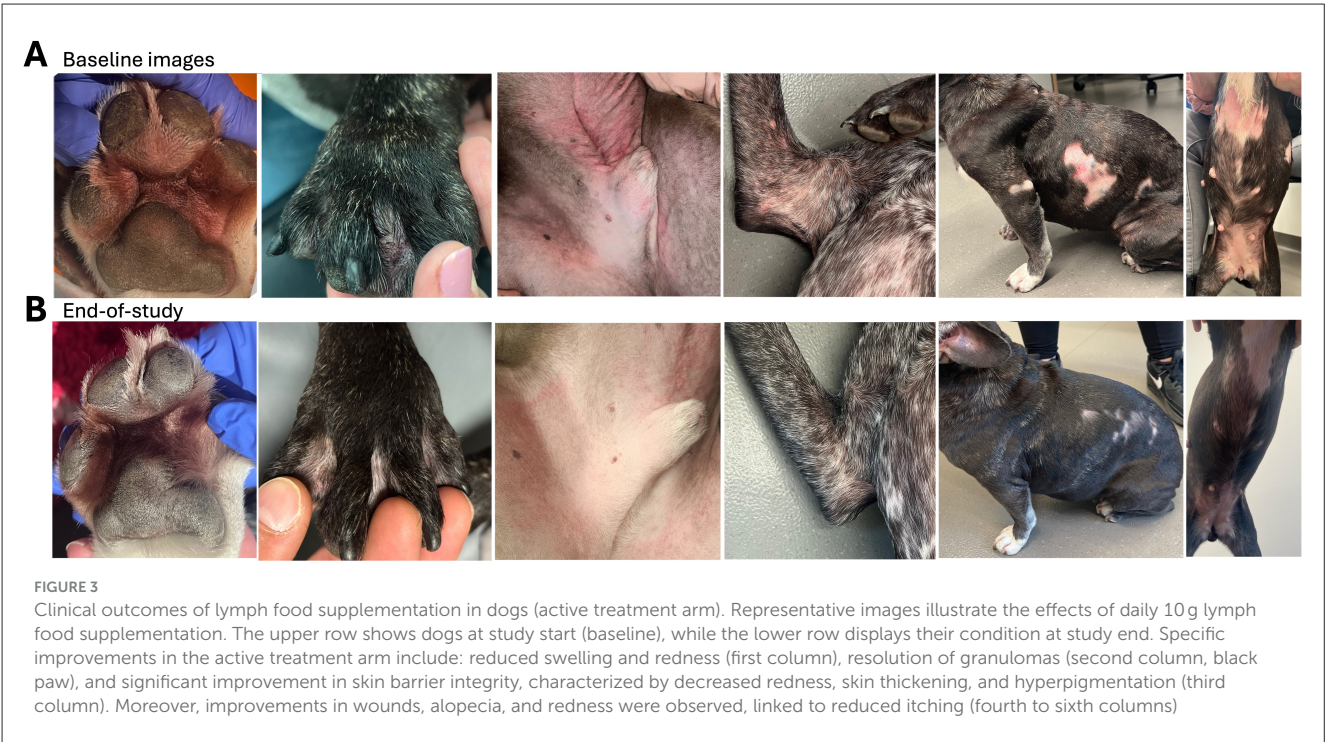 A Baseline images
B End-of-study
FIGURE 3
Clinical outcomes of lymph food supplementation in dogs (active treatment arm). Representative images illustrate the effects of daily 10 g lymph
food supplementation. The upper row shows dogs at study start (baseline), while the lower row displays their condition at study end. Specific
improvements in the active treatment arm include: reduced swelling and redness (first column), resolution of granulomas (second column, black
paw), and significant improvement in skin barrier integrity, characterized by decreased redness, skin thickening, and hyperpigmentation (third
column). Moreover, improvements in wounds, alopecia, and redness were observed, linked to reduced itching (fourth to sixth columns)